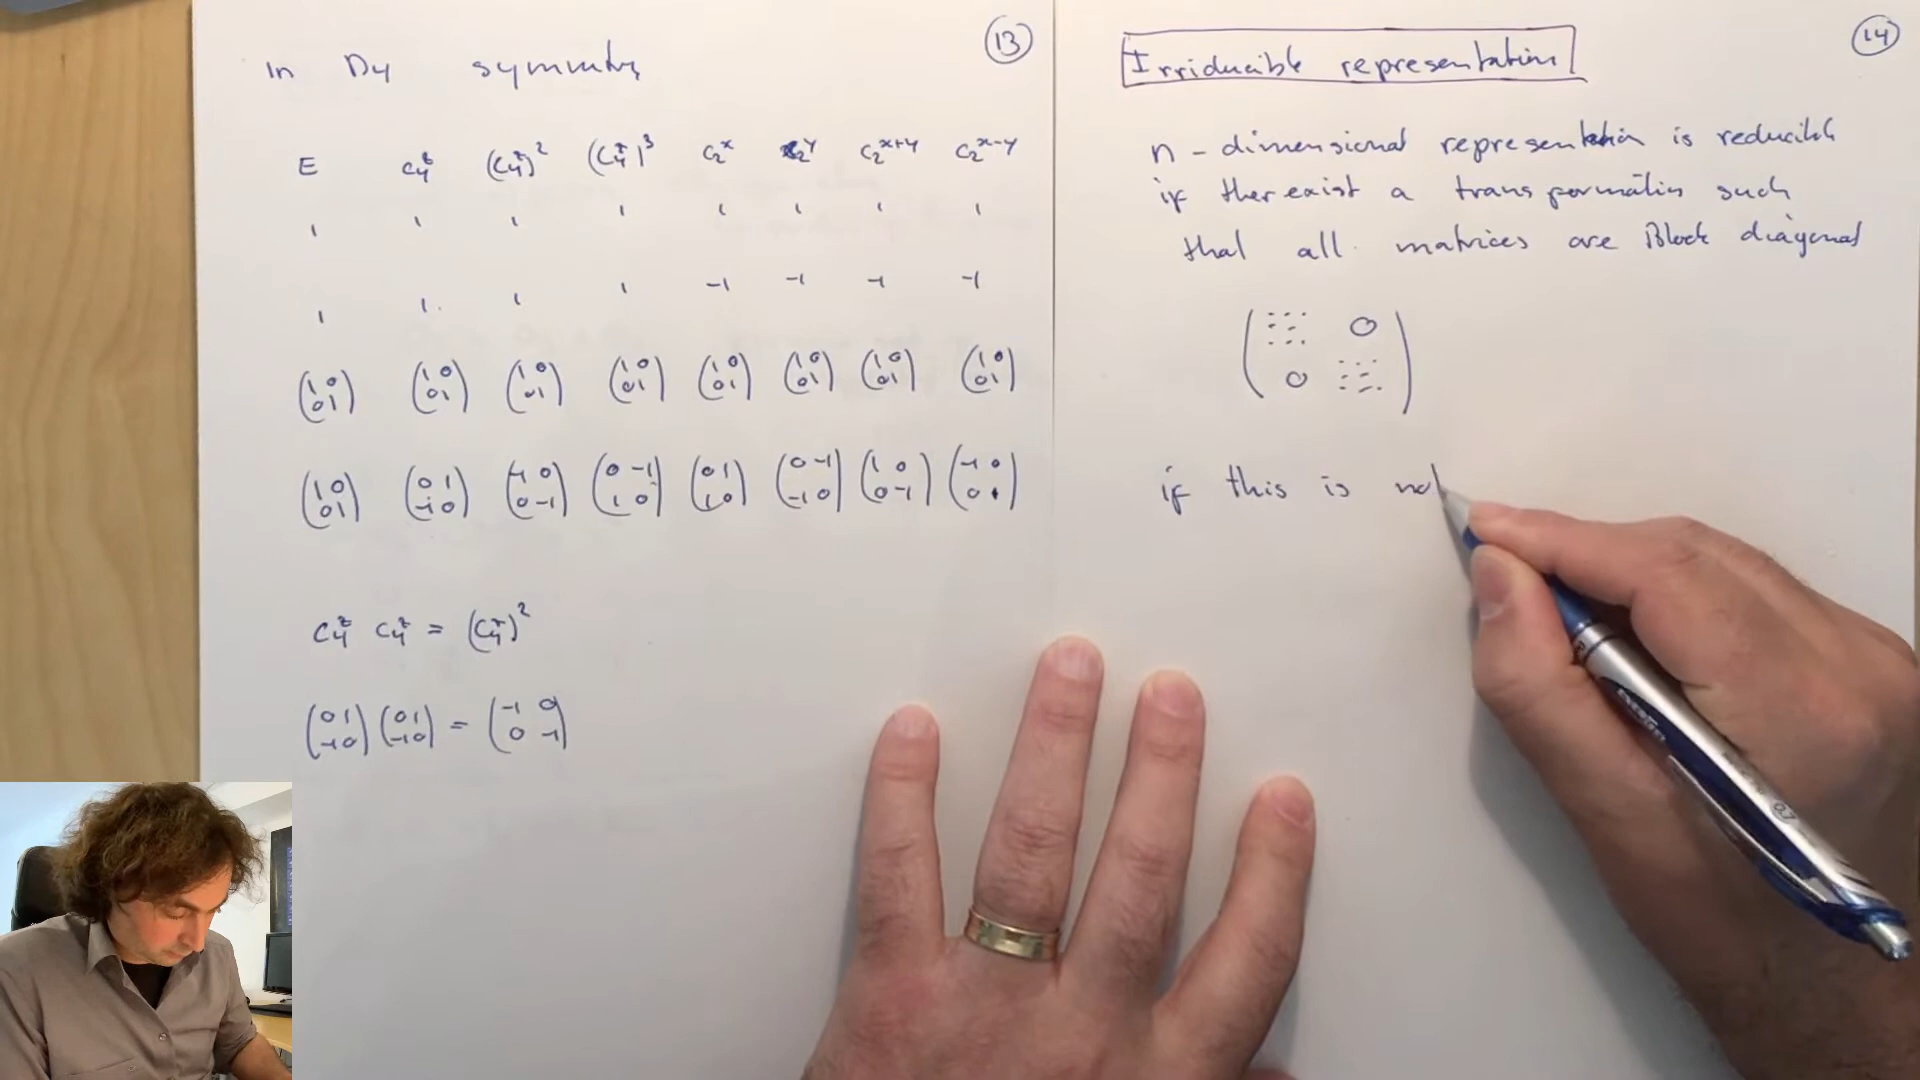 13
In D4 symmetry
E C4^z (C4^z)^2 (C4^z)^3 C2^x C2^y C2^x+y C2^x-y
1 1 1 1 1 1 1 1
1 1 1 1 -1 -1 -1 -1
(1 0 / 0 1) (1 0 / 0 1) (1 0 / 0 1) (1 0 / 0 1) (1 0 / 0 1) (1 0 / 0 1) (1 0 / 0 1) (1 0 / 0 1)
(1 0 / 0 1) (0 1 / -1 0) (-1 0 / 0 -1) (0 -1 / 1 0) (0 1 / 1 0) (0 -1 / -1 0) (1 0 / 0 -1) (-1 0 / 0 1)
C4^z C4^z = (C4^z)^2
(0 1 / -1 0) (0 1 / -1 0) = (-1 0 / 0 -1)
14
Irriducible representation
n-dimensional representation is reducible
if ther exist a transformation such
that all matrices are Block diagonal
0
0
if this is not